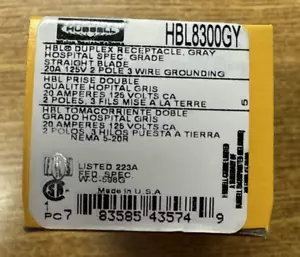 HUBBELL
HBL8300GY
HBL® DUPLEX RECEPTACLE, GRAY
HOSPITAL SPEC. GRADE
STRAIGHT BLADE
20A 125V 2 POLE 3 WIRE GROUNDING
HBL PRISE DOUBLE
QUALITE HOPITAL GRIS
20 AMPERES 125 VOLTS CA
2 POLES, 3 FILS MISE A LA TERRE
HBL TOMACORRIENTE DOBLE
GRADO HOSPITAL GRIS
20 AMPERES 125 VOLTS CA
2 POLOS, 3 HILOS PUESTA A TIERRA
NEMA 5-20R
5
LISTED 223A
FED. SPEC.
W-C-596G
Made in U.S.A
1
PC
7 83585 43574 9